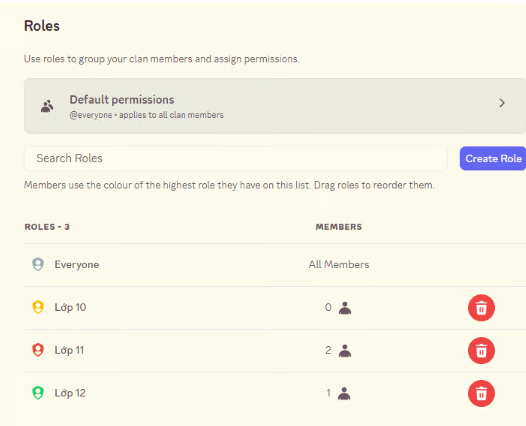 Roles
Use roles to group your clan members and assign permissions.
Default permissions
@everyone • applies to all clan members
Search Roles
Create Role
Members use the colour of the highest role they have on this list. Drag roles to reorder them.
ROLES - 3 MEMBERS
Everyone All Members
Lớp 10 0
Lớp 11 2
Lớp 12 1